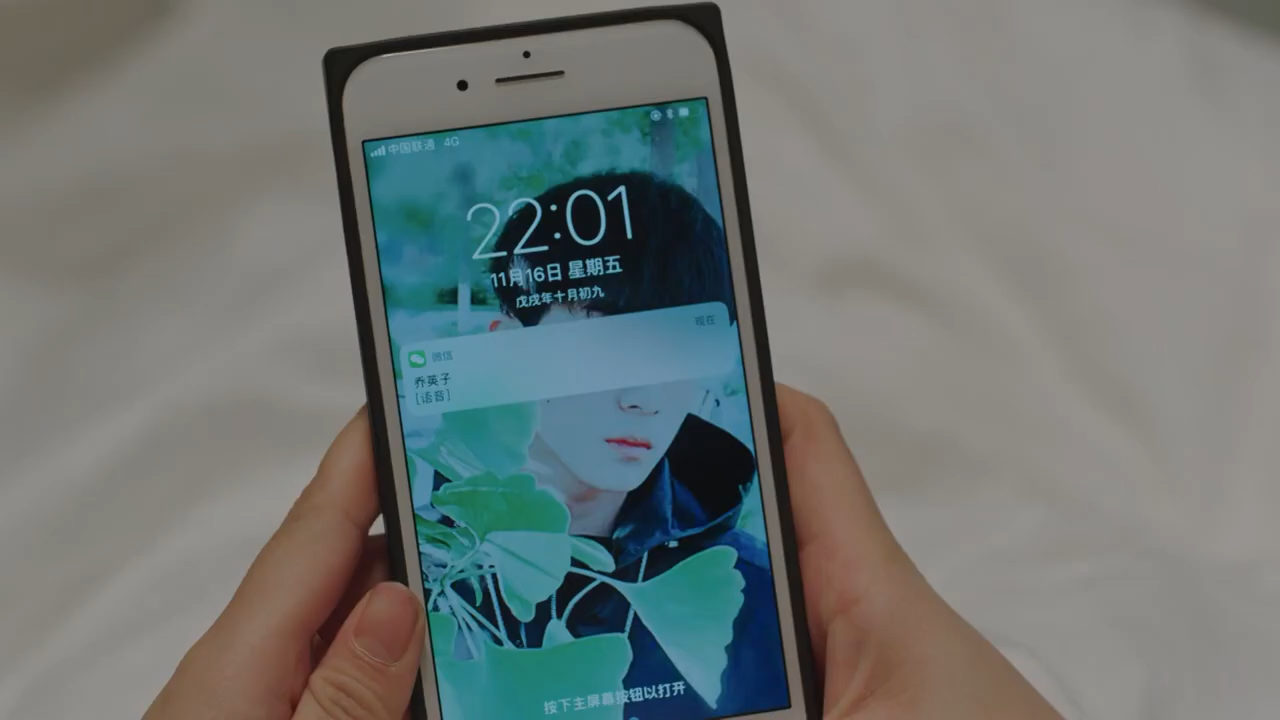 中国联通 4G
22:01
11月16日 星期五
戊戌年十月初九
微信 现在
乔英子
[语音]
按下主屏幕按钮以打开